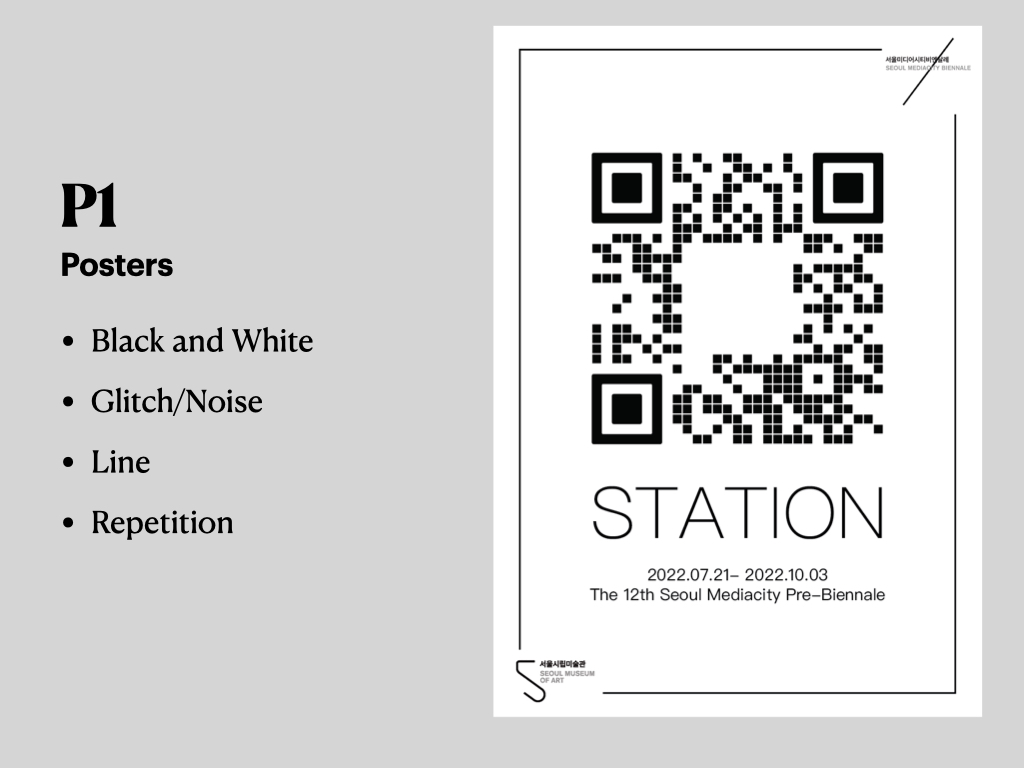 P1
Posters
• Black and White
• Glitch/Noise
• Line
• Repetition
서울미디어시티비엔날레
SEOUL MEDIACITY BIENNALE
STATION
2022.07.21– 2022.10.03
The 12th Seoul Mediacity Pre–Biennale
서울시립미술관
SEOUL MUSEUM
OF ART